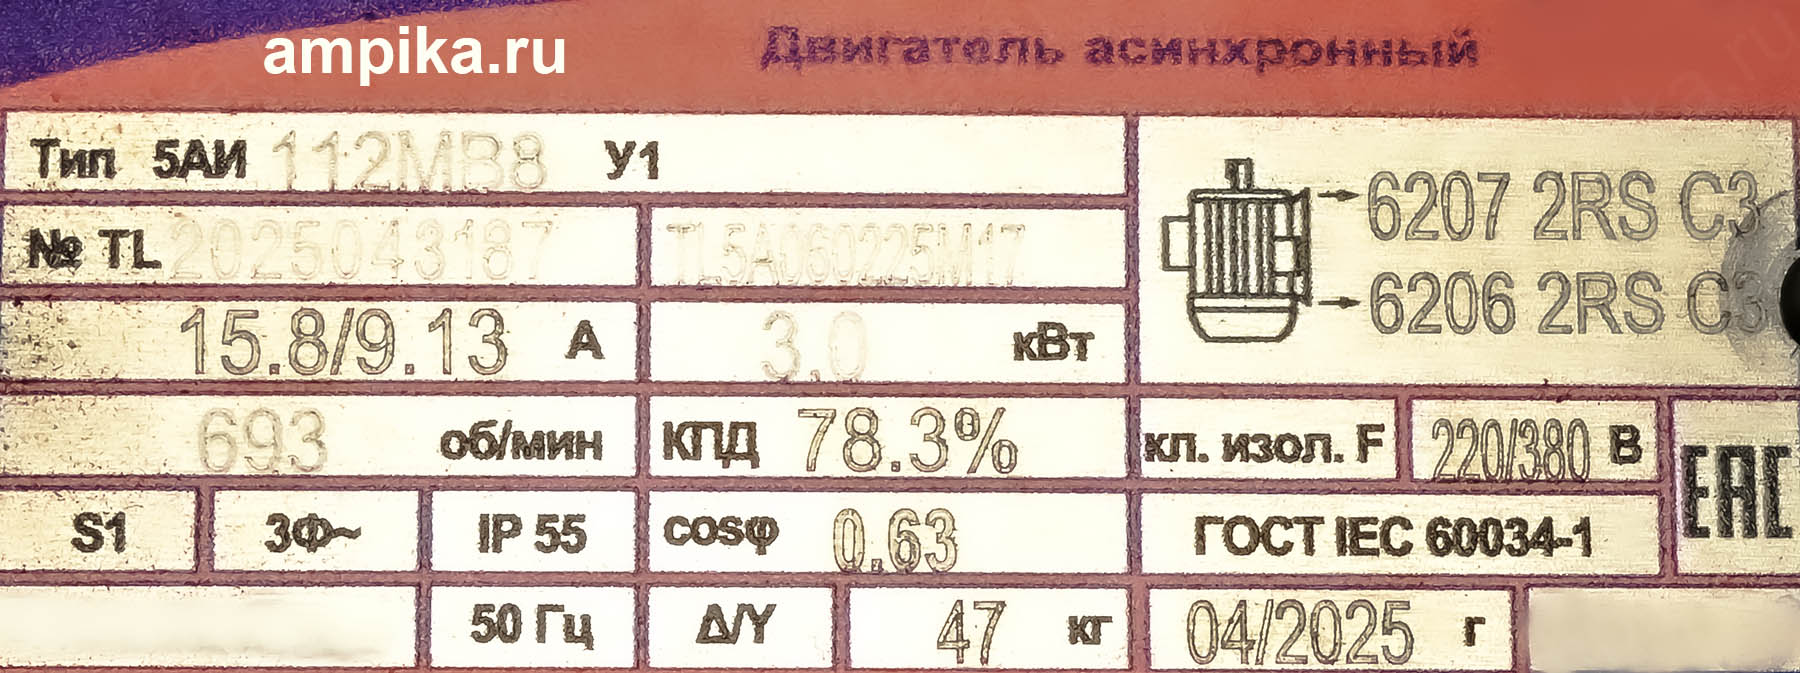 ampika.ru
Двигатель асинхронный
Тип 5АИ 112МВ8 У1
№ TL 2025043187 TL5A060225M17
6207 2RS C3
6206 2RS C3
15.8/9.13 А 3.0 кВт
693 об/мин КПД 78.3% кл. изол. F 220/380 В
EAC
S1 3Ф~ IP 55 cosφ 0.63 ГОСТ IEC 60034-1
50 Гц Δ/Y 47 кг 04/2025 г